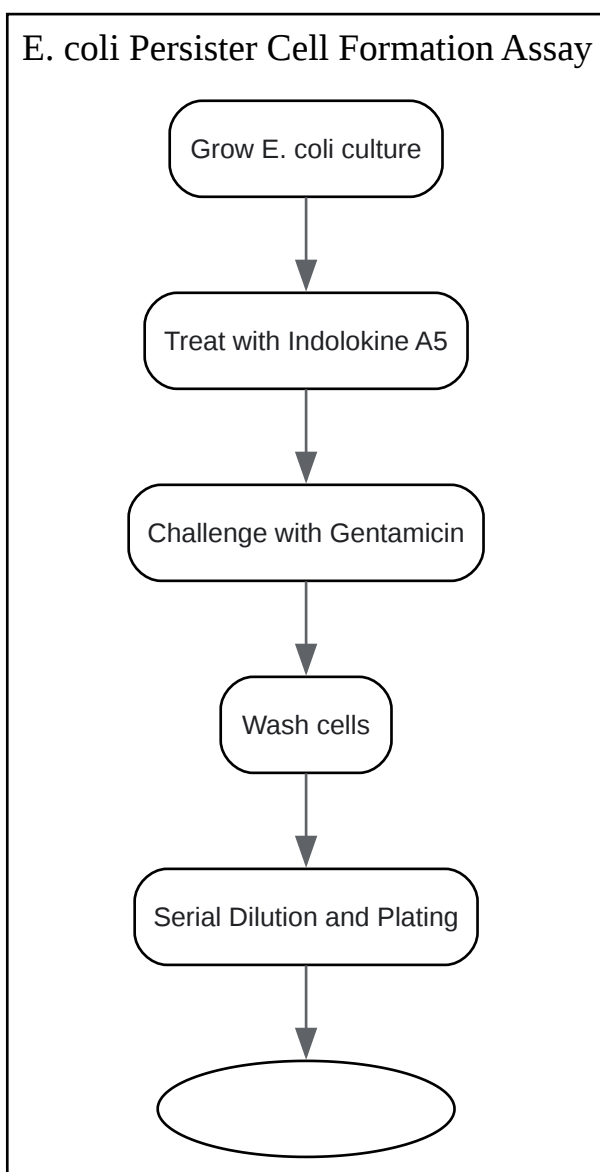 E. coli Persister Cell Formation Assay
Grow E. coli culture
Treat with Indolokine A5
Challenge with Gentamicin
Wash cells
Serial Dilution and Plating